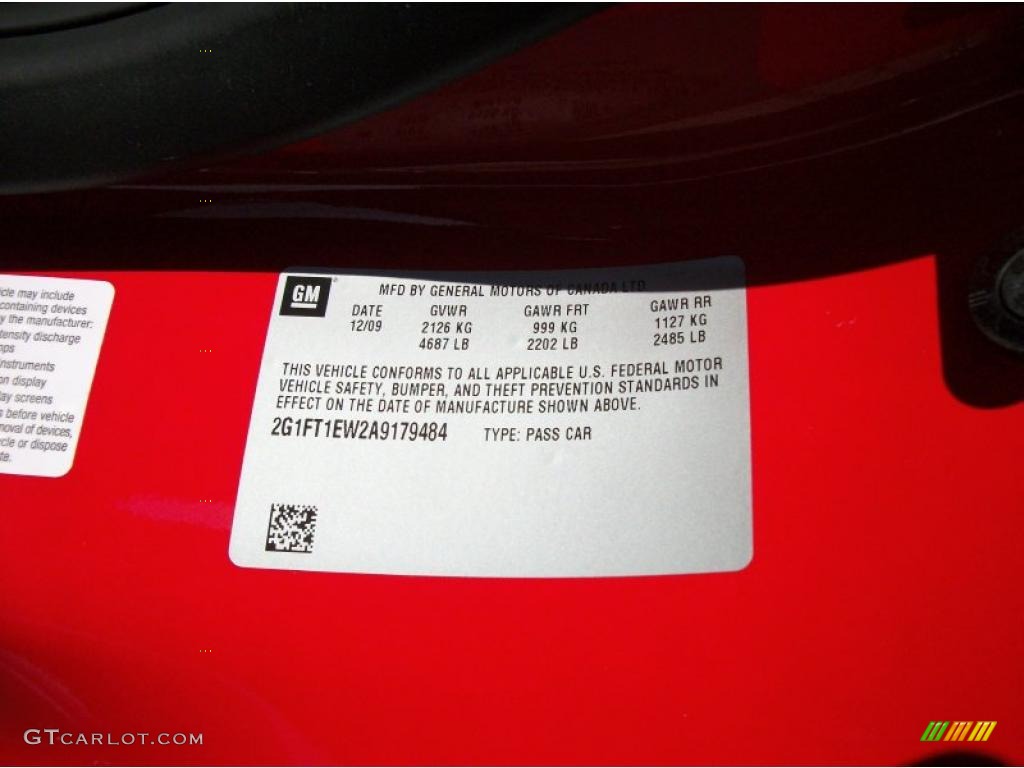 GM
MFD BY GENERAL MOTORS OF CANADA LTD
DATE GVWR GAWR FRT GAWR RR
12/09 2126 KG 999 KG 1127 KG
4687 LB 2202 LB 2485 LB
THIS VEHICLE CONFORMS TO ALL APPLICABLE U.S. FEDERAL MOTOR
VEHICLE SAFETY, BUMPER, AND THEFT PREVENTION STANDARDS IN
EFFECT ON THE DATE OF MANUFACTURE SHOWN ABOVE.
2G1FT1EW2A9179484 TYPE: PASS CAR
may include
containing devices
the manufacturer:
discharge
instruments
display
screens
before vehicle
of devices,
or dispose
GTCARLOT.COM